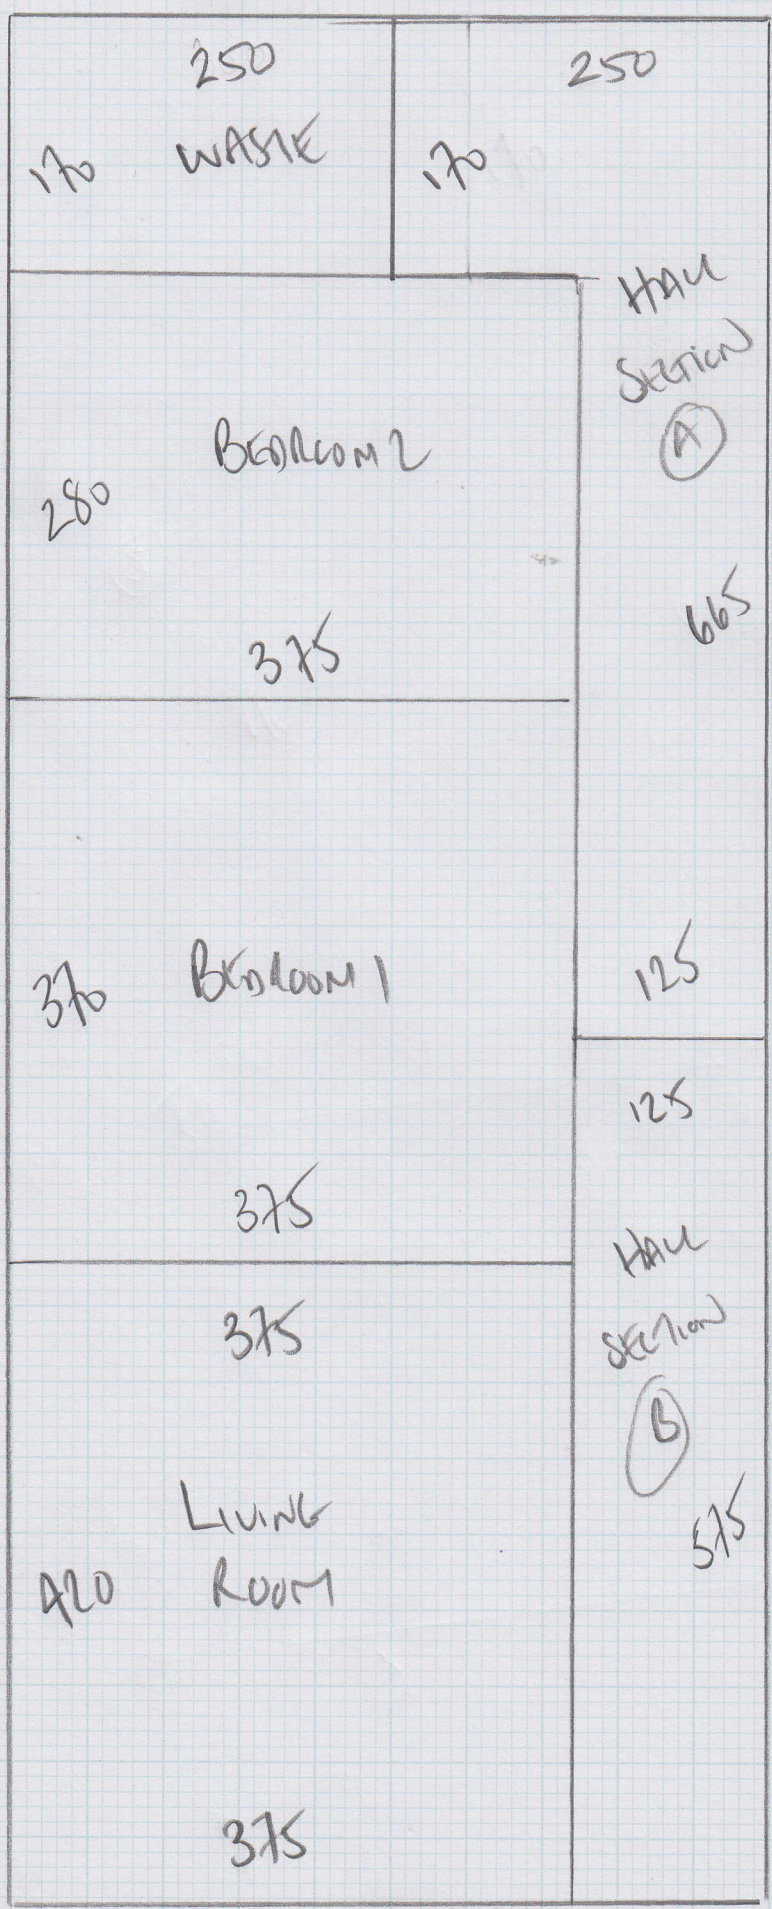 250
250
170
WASTE
170
HALL
SECTION
A
BEDROOM 2
280
665
375
370
BEDROOM 1
125
125
375
HALL
SECTION
B
375
LIVING
ROOM
575
420
375